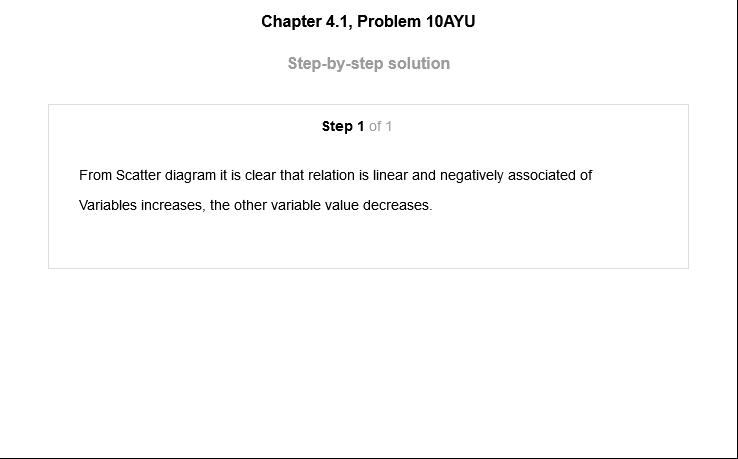 Chapter 4.1, Problem 10AYU
Step-by-step solution
Step 1 of 1
From Scatter diagram it is clear that relation is linear and negatively associated of
Variables increases, the other variable value decreases.